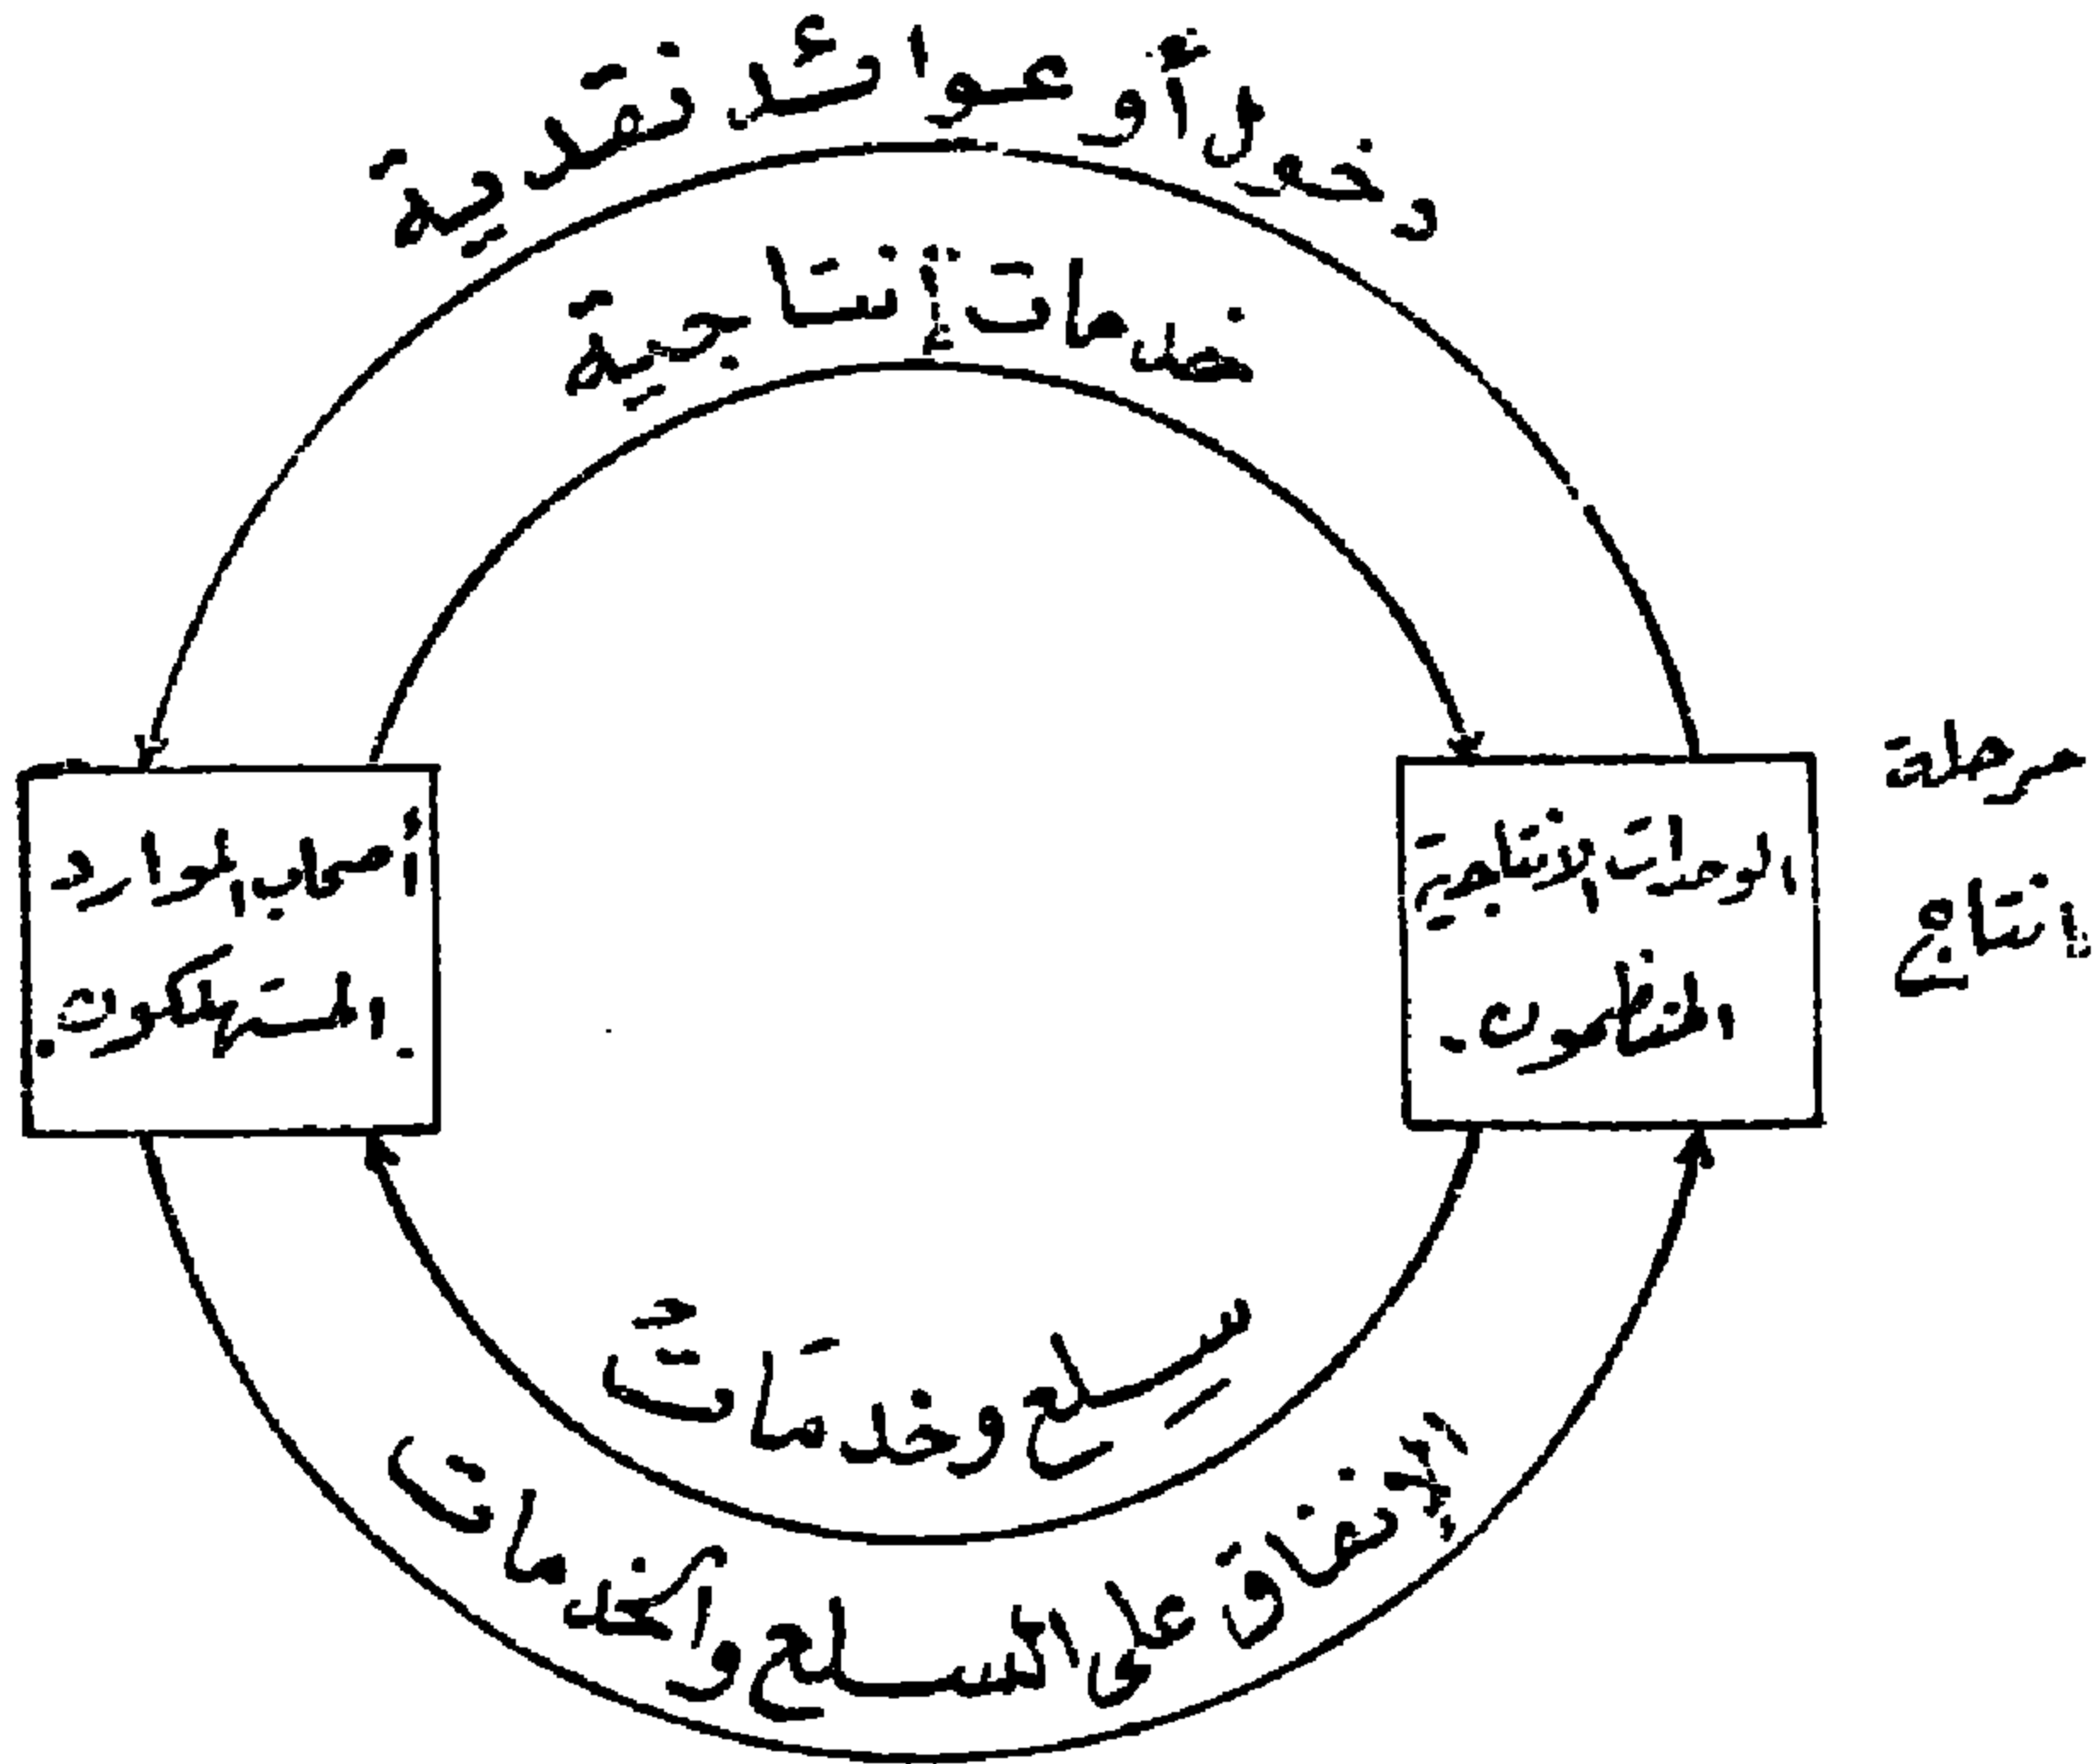 دخول أو عوائد نقدية
خدمات إنتاجية
مرحلة
إنتاج
الوحدات الإنتاجية
المنظمون.
أصحاب الموارد
المستهلكون.
سلع وخدمات
الإنفاق على السلع والخدمات